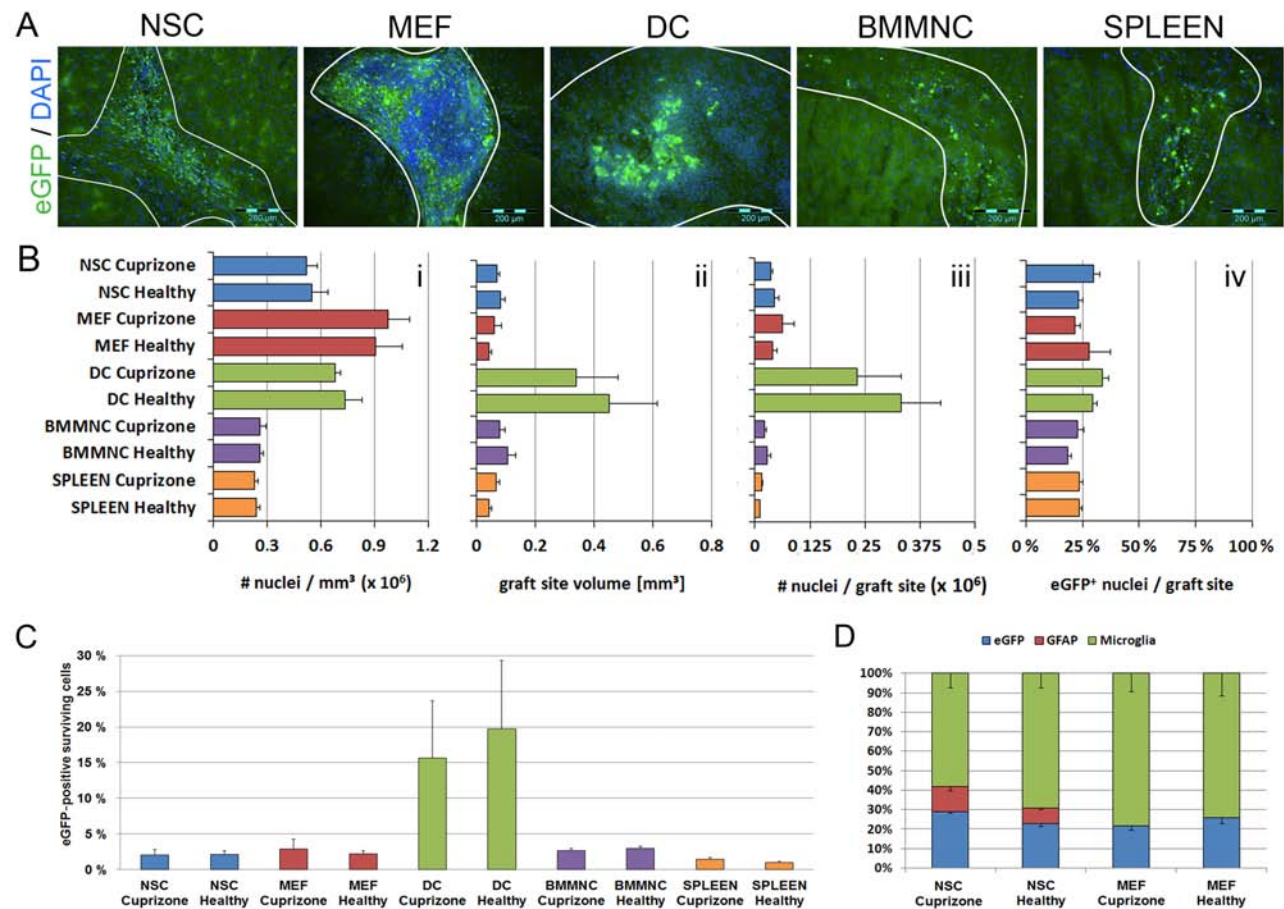 A
NSC
MEF
DC
BMMNC
SPLEEN
eGFP / DAPI
200 µm
200 µm
200 µm
200 µm
200 µm
B
NSC Cuprizone
NSC Healthy
MEF Cuprizone
MEF Healthy
DC Cuprizone
DC Healthy
BMMNC Cuprizone
BMMNC Healthy
SPLEEN Cuprizone
SPLEEN Healthy
i
0 0.3 0.6 0.9 1.2
# nuclei / mm³ (x 10⁶)
ii
0 0.2 0.4 0.6 0.8
graft site volume [mm³]
iii
0 0 125 0 25 0 375 0 5
# nuclei / graft site (x 10⁶)
iv
0 % 25 % 50 % 75 % 100 %
eGFP⁺ nuclei / graft site
C
eGFP-positive surviving cells
30 %
25 %
20 %
15 %
10 %
5 %
0 %
NSC Cuprizone
NSC Healthy
MEF Cuprizone
MEF Healthy
DC Cuprizone
DC Healthy
BMMNC Cuprizone
BMMNC Healthy
SPLEEN Cuprizone
SPLEEN Healthy
D
eGFP GFAP Microglia
100%
90%
80%
70%
60%
50%
40%
30%
20%
10%
0%
NSC Cuprizone
NSC Healthy
MEF Cuprizone
MEF Healthy